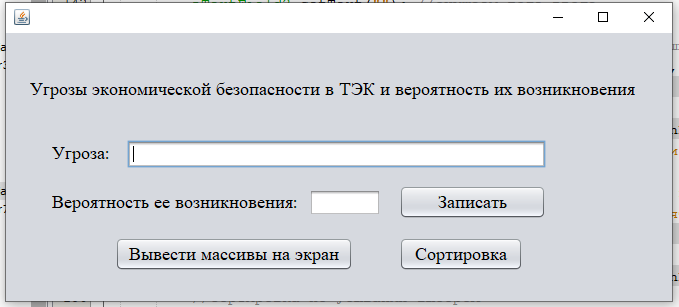 Угрозы экономической безопасности в ТЭК и вероятность их возникновения
Угроза:
Вероятность ее возникновения:
Записать
Вывести массивы на экран
Сортировка